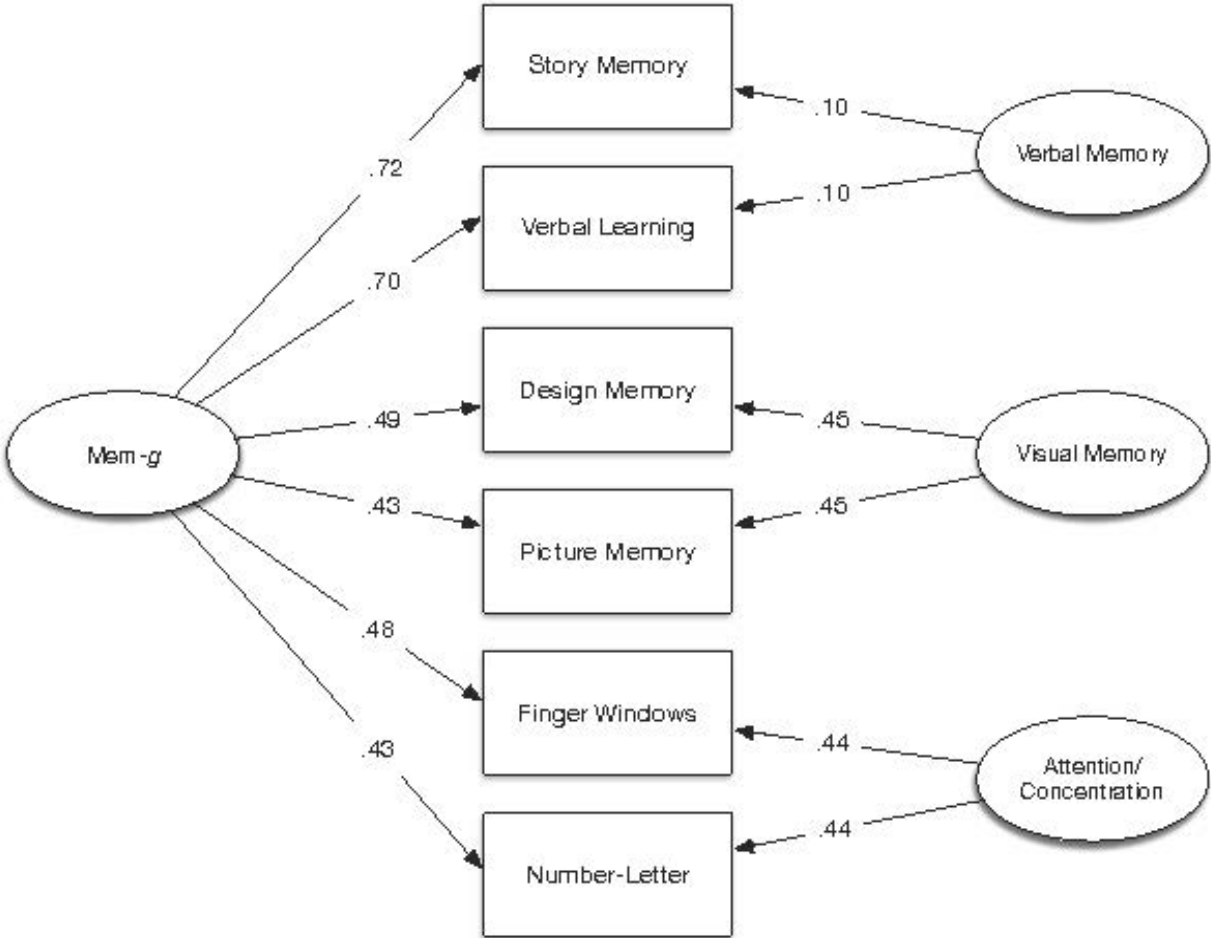 Story Memory
.10
Verbal Memory
.72
.10
Verbal Learning
.70
Design Memory
.49
.45
Mem-g
Visual Memory
.43
.45
Picture Memory
.48
Finger Windows
.43
.44
Attention/
Concentration
.44
Number-Letter